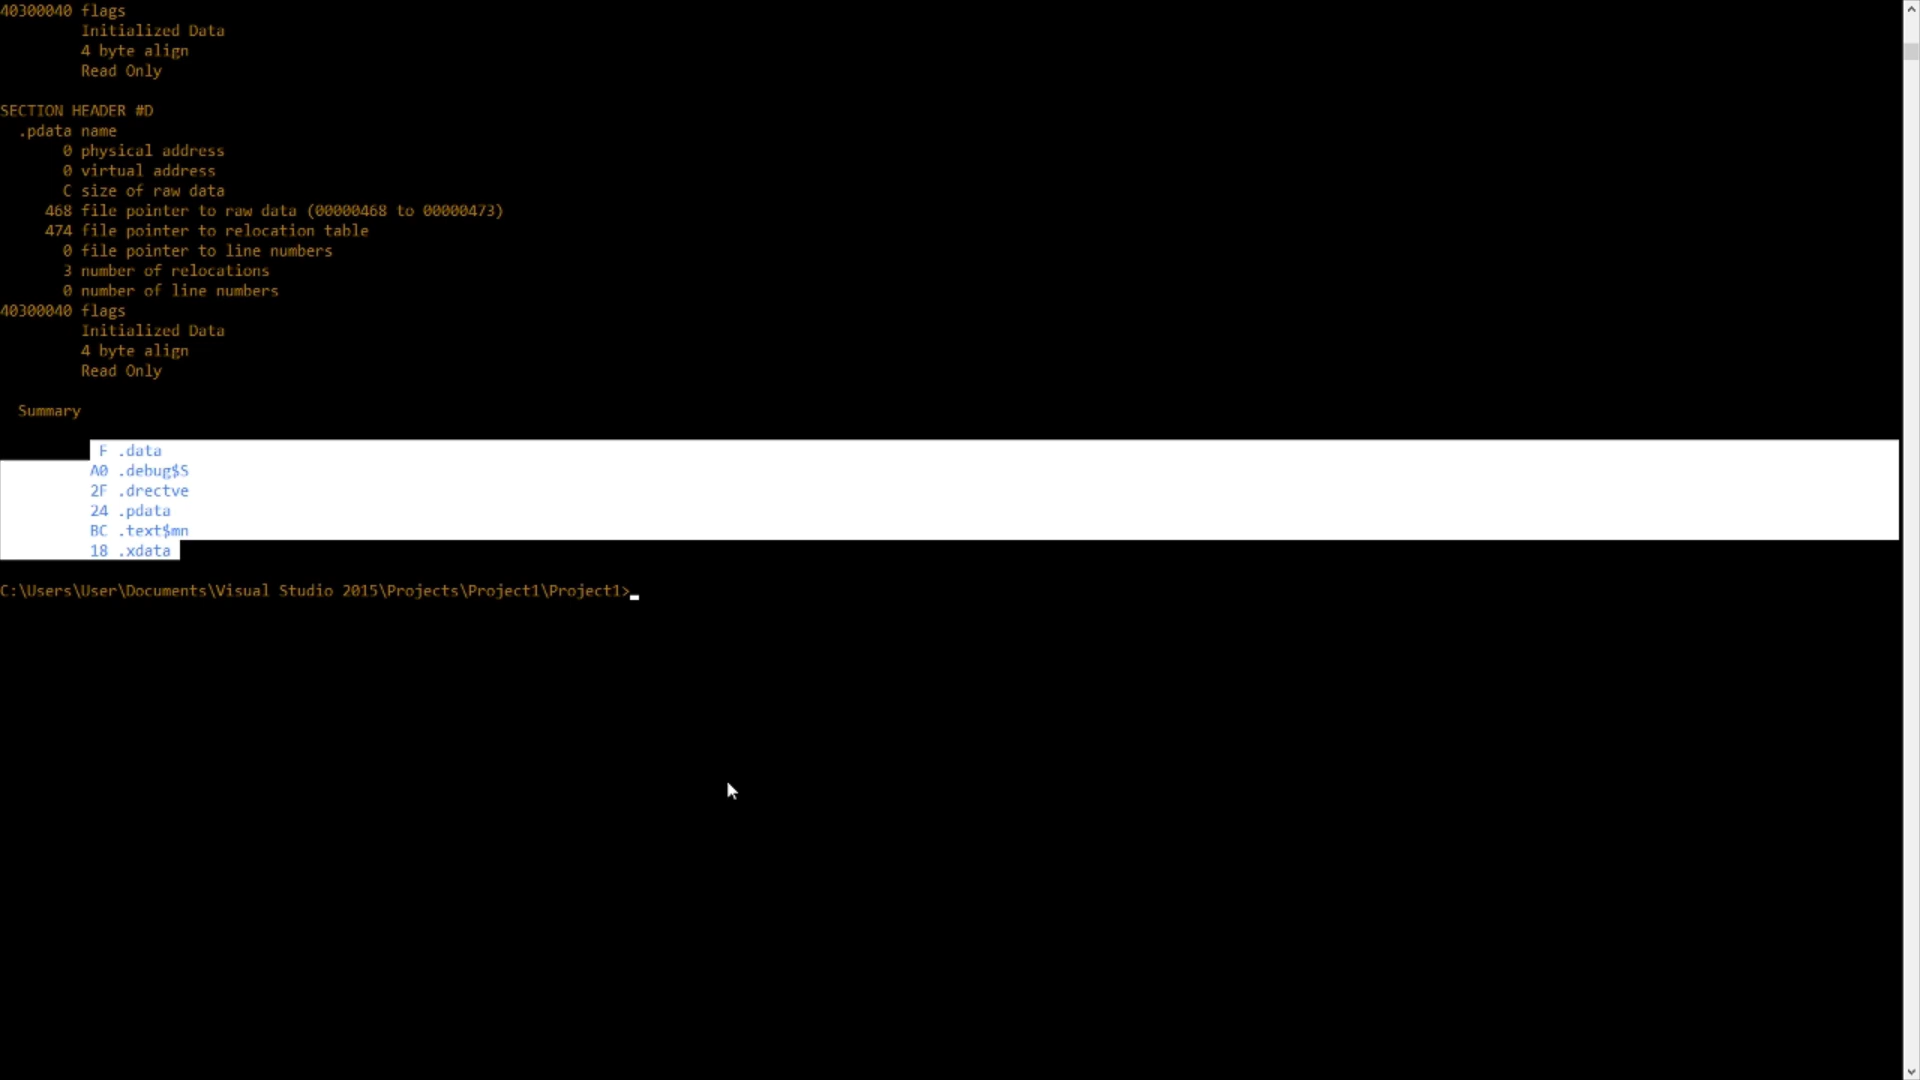 40300040 flags
Initialized Data
4 byte align
Read Only
SECTION HEADER #D
.pdata name
0 physical address
0 virtual address
C size of raw data
468 file pointer to raw data (00000468 to 00000473)
474 file pointer to relocation table
0 file pointer to line numbers
3 number of relocations
0 number of line numbers
40300040 flags
Initialized Data
4 byte align
Read Only
Summary
F .data
A0 .debug$S
2F .drectve
24 .pdata
BC .text$mn
18 .xdata
C:\Users\User\Documents\Visual Studio 2015\Projects\Project1\Project1>